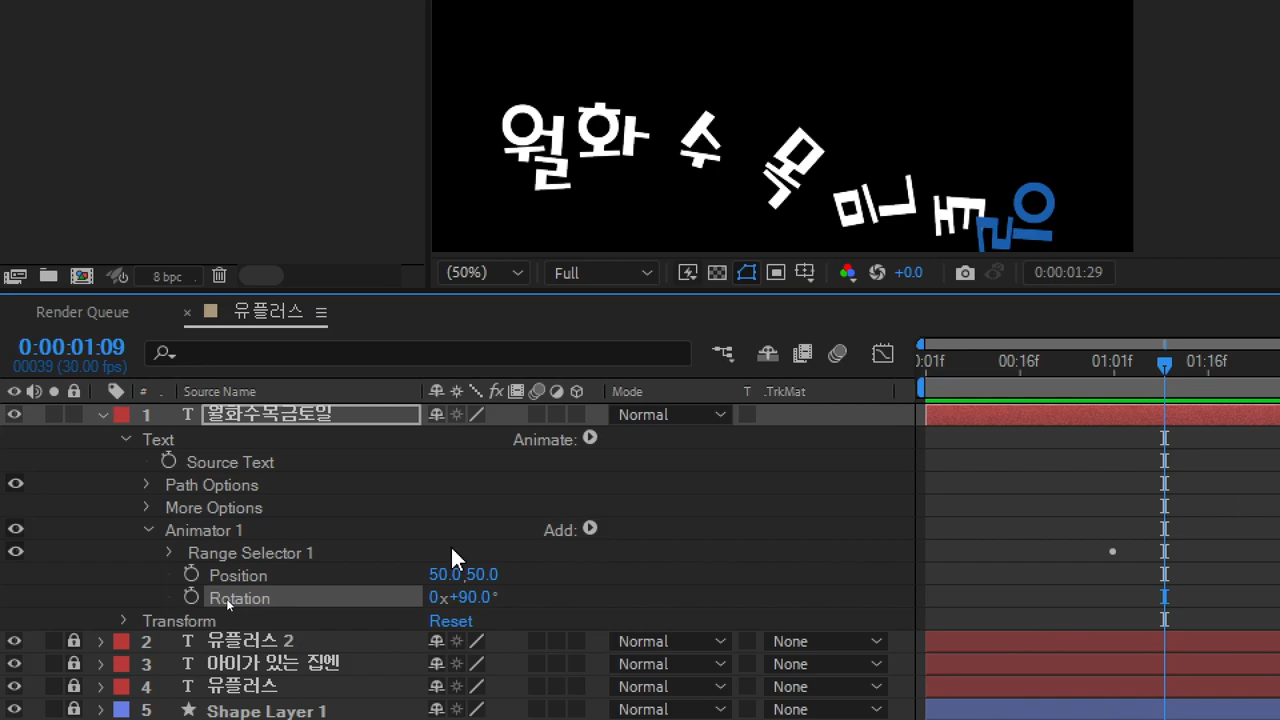 월화 수 목 금토일
8 bpc
(50%) Full +0.0 0:00:01:29
Render Queue × 유플러스
0:00:01:09
00039 (30.00 fps)
:01f 00:16f 01:01f 01:16f
# . Source Name fx Mode T .TrkMat
1 T 월화수목금토일 Normal
Text Animate:
Source Text
Path Options
More Options
Animator 1 Add:
Range Selector 1
Position 50.0,50.0
Rotation 0x+90.0°
Transform Reset
2 T 유플러스 2 Normal None
3 T 아이가 있는 집엔 Normal None
4 T 유플러스 Normal None
5 Shape Layer 1 Normal None